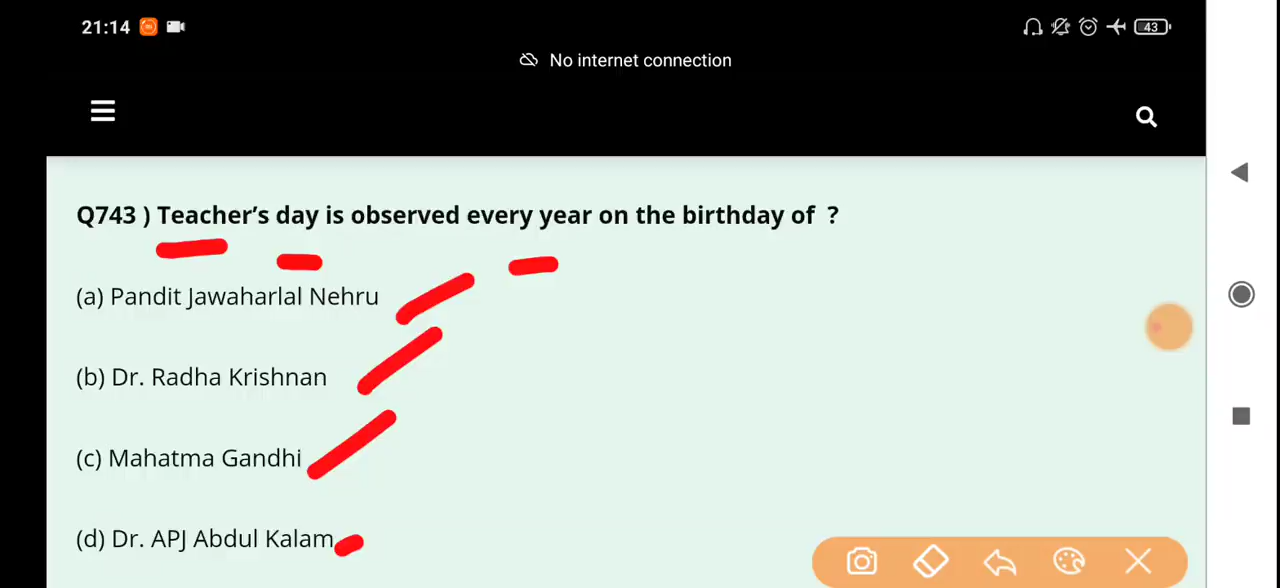 21:14
43
No internet connection
Q743 ) Teacher's day is observed every year on the birthday of ?
(a) Pandit Jawaharlal Nehru
(b) Dr. Radha Krishnan
(c) Mahatma Gandhi
(d) Dr. APJ Abdul Kalam